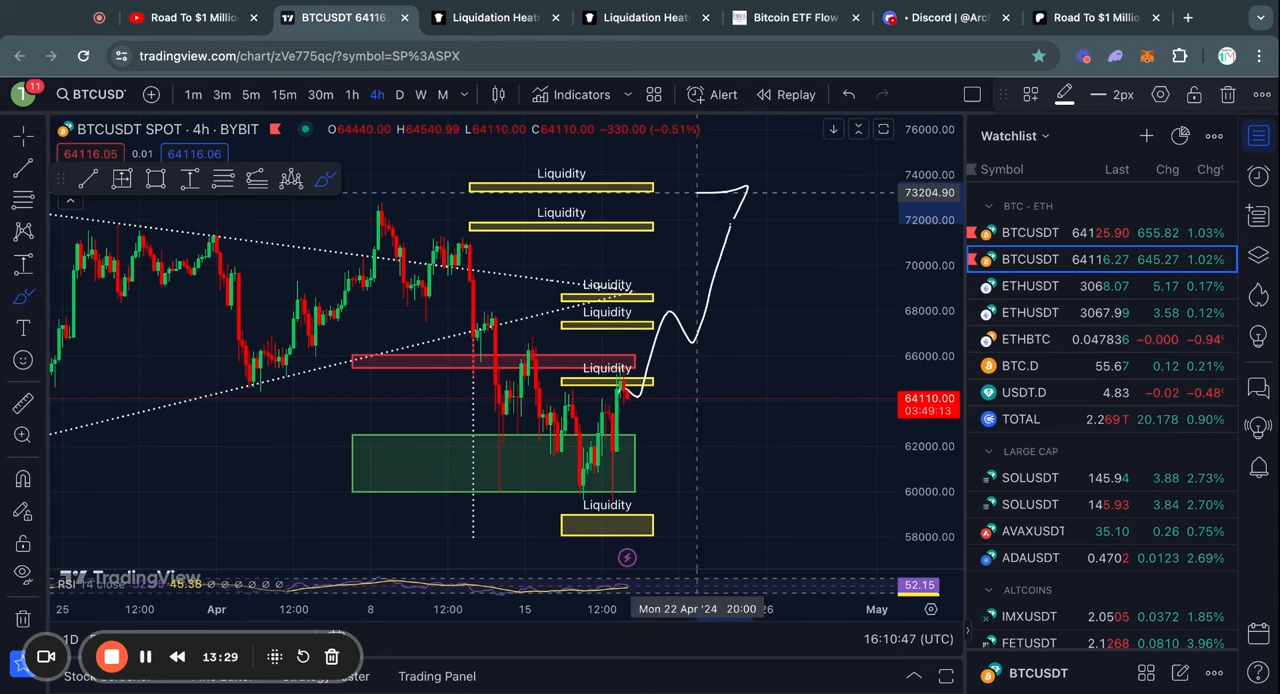 Road To $1 Millio
BTCUSDT 64116.
Liquidation Heat
Liquidation Heat
Bitcoin ETF Flow
• Discord | @Arc
Road To $1 Millio
tradingview.com/chart/zVe775qc/?symbol=SP%3ASPX
11
BTCUSD
1m 3m 5m 15m 30m 1h 4h D W M
Indicators
Alert
Replay
2px
BTCUSDT SPOT · 4h · BYBIT
O64440.00 H64540.99 L64110.00 C64110.00 −330.00 (−0.51%)
64116.05 0.01 64116.06
76000.00
74000.00
73204.90
72000.00
70000.00
68000.00
66000.00
64110.00
03:49:13
62000.00
60000.00
58000.00
Liquidity
Liquidity
Liquidity
Liquidity
Liquidity
Liquidity
TradingView
RSI 14 close 45.38
52.15
25 12:00 Apr 12:00 8 12:00 15 12:00 Mon 22 Apr '24 20:00 26 May
1D
16:10:47 (UTC)
13:29
Trading Panel
Watchlist
Symbol Last Chg Chg
BTC - ETH
BTCUSDT 64125.90 655.82 1.03%
BTCUSDT 64116.27 645.27 1.02%
ETHUSDT 3068.07 5.17 0.17%
ETHUSDT 3067.99 3.58 0.12%
ETHBTC 0.047836 −0.000 −0.94
BTC.D 55.67 0.12 0.21%
USDT.D 4.83 −0.02 −0.48
TOTAL 2.269T 20.178 0.90%
LARGE CAP
SOLUSDT 145.94 3.88 2.73%
SOLUSDT 145.93 3.84 2.70%
AVAXUSDT 35.10 0.26 0.75%
ADAUSDT 0.4702 0.0123 2.69%
ALTCOINS
IMXUSDT 2.0505 0.0372 1.85%
FETUSDT 2.1268 0.0810 3.96%
BTCUSDT